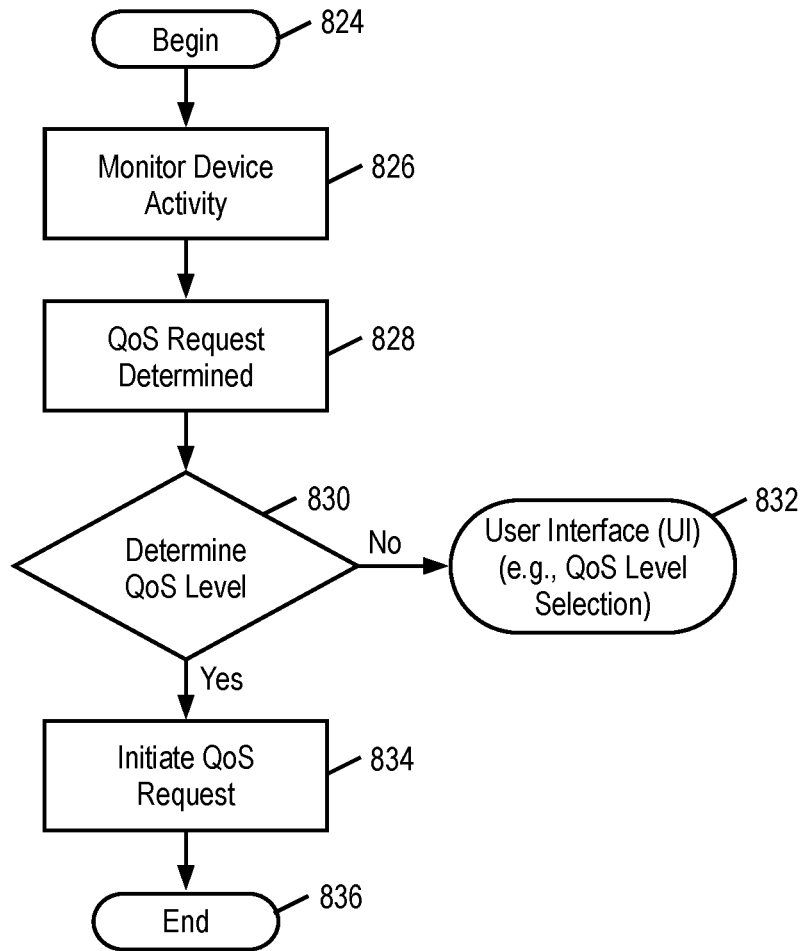 Begin
824
Monitor Device
Activity
826
QoS Request
Determined
828
Determine
QoS Level
830
No
User Interface (UI)
(e.g., QoS Level
Selection)
832
Yes
Initiate QoS
Request
834
End
836